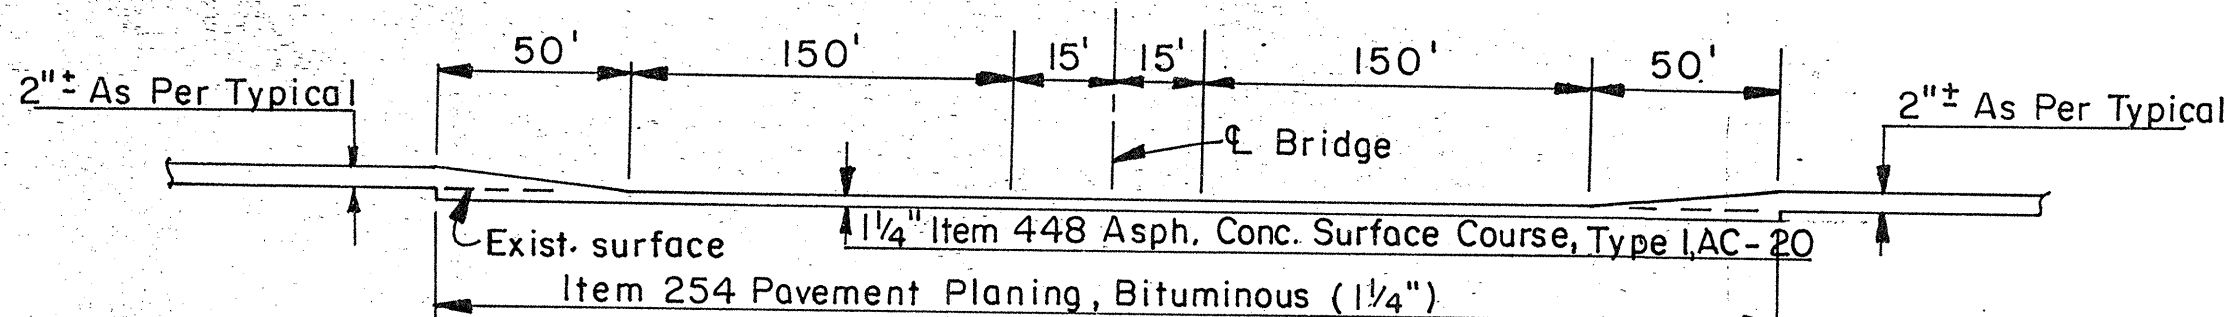 50'
150'
15'
15'
150'
50'
2"± As Per Typical
2"± As Per Typical
℄ Bridge
Exist. surface
1¼" Item 448 Asph. Conc. Surface Course, Type 1, AC-20
Item 254 Pavement Planing, Bituminous (1¼")